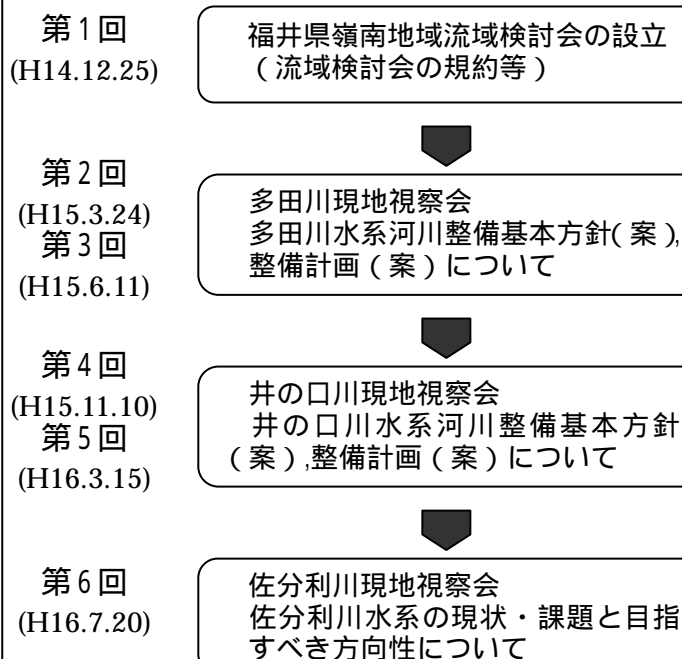 第1回
(H14.12.25)
福井県嶺南地域流域検討会の設立
（流域検討会の規約等）
第2回
(H15.3.24)
第3回
(H15.6.11)
多田川現地視察会
多田川水系河川整備基本方針(案),
整備計画（案）について
第4回
(H15.11.10)
第5回
(H16.3.15)
井の口川現地視察会
井の口川水系河川整備基本方針
（案）,整備計画（案）について
第6回
(H16.7.20)
佐分利川現地視察会
佐分利川水系の現状・課題と目指
すべき方向性について